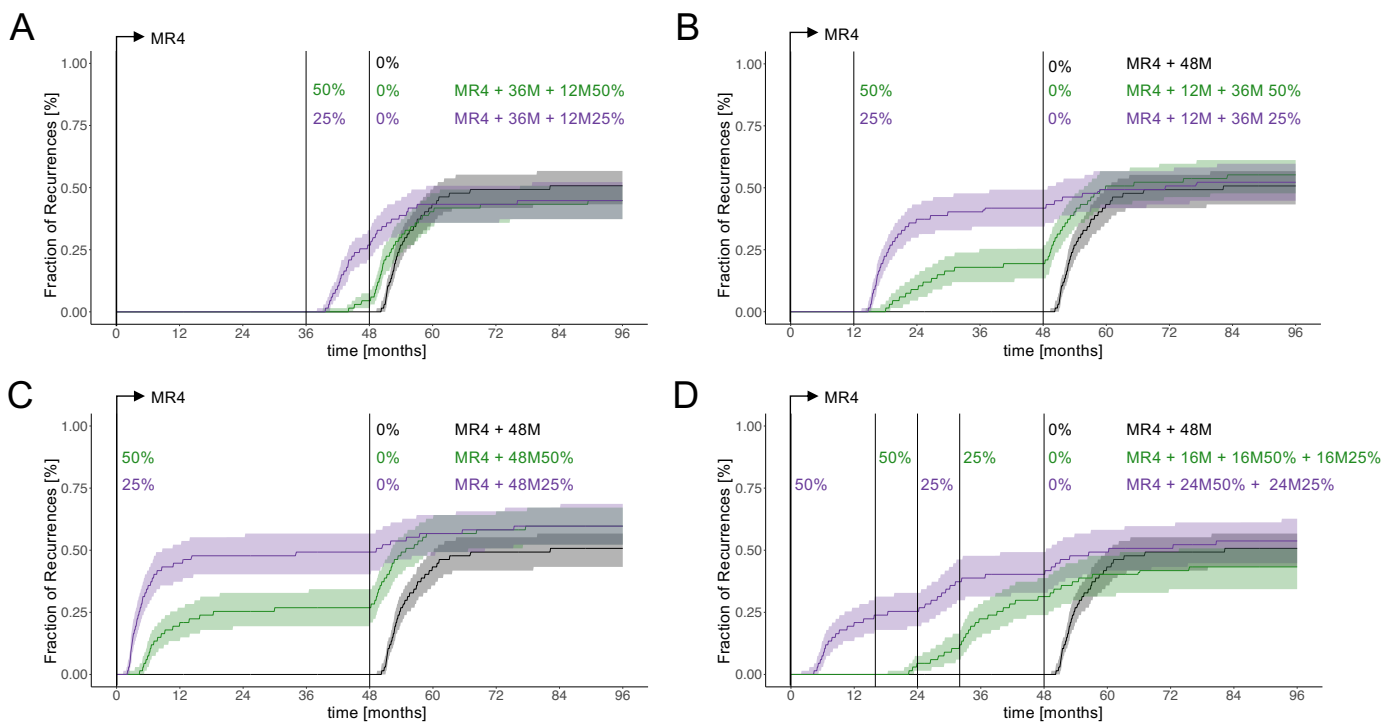 A
MR4
0%
50% 0% MR4 + 36M + 12M50%
25% 0% MR4 + 36M + 12M25%
Fraction of Recurrences [%]
1.00
0.75
0.50
0.25
0.00
0 12 24 36 48 60 72 84 96
time [months]
B
MR4
0% MR4 + 48M
50% 0% MR4 + 12M + 36M 50%
25% 0% MR4 + 12M + 36M 25%
Fraction of Recurrences [%]
1.00
0.75
0.50
0.25
0.00
0 12 24 36 48 60 72 84 96
time [months]
C
MR4
0% MR4 + 48M
50% 0% MR4 + 48M50%
25% 0% MR4 + 48M25%
Fraction of Recurrences [%]
1.00
0.75
0.50
0.25
0.00
0 12 24 36 48 60 72 84 96
time [months]
D
MR4
0% MR4 + 48M
50% 25% 0% MR4 + 16M + 16M50% + 16M25%
50% 25% 0% MR4 + 24M50% + 24M25%
Fraction of Recurrences [%]
1.00
0.75
0.50
0.25
0.00
0 12 24 36 48 60 72 84 96
time [months]